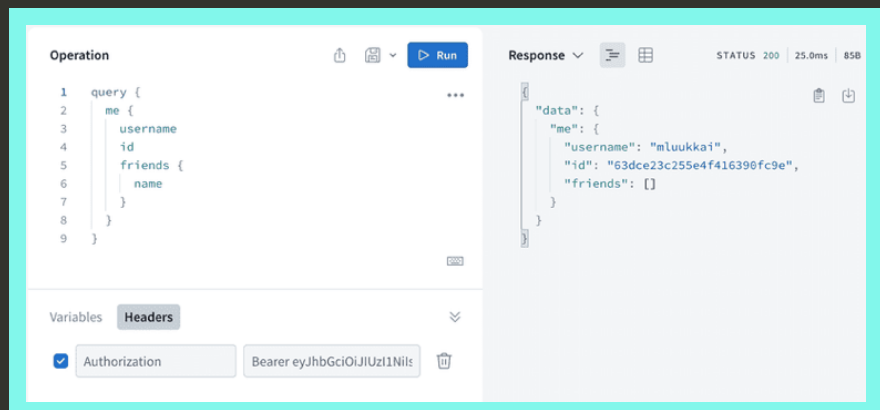 Operation
Run
1 query {
2 me {
3 username
4 id
5 friends {
6 name
7 }
8 }
9 }
Variables Headers
Authorization Bearer eyJhbGciOiJIUzI1NiIs
Response STATUS 200 25.0ms 85B
{
"data": {
"me": {
"username": "mluukkai",
"id": "63dce23c255e4f416390fc9e",
"friends": []
}
}
}